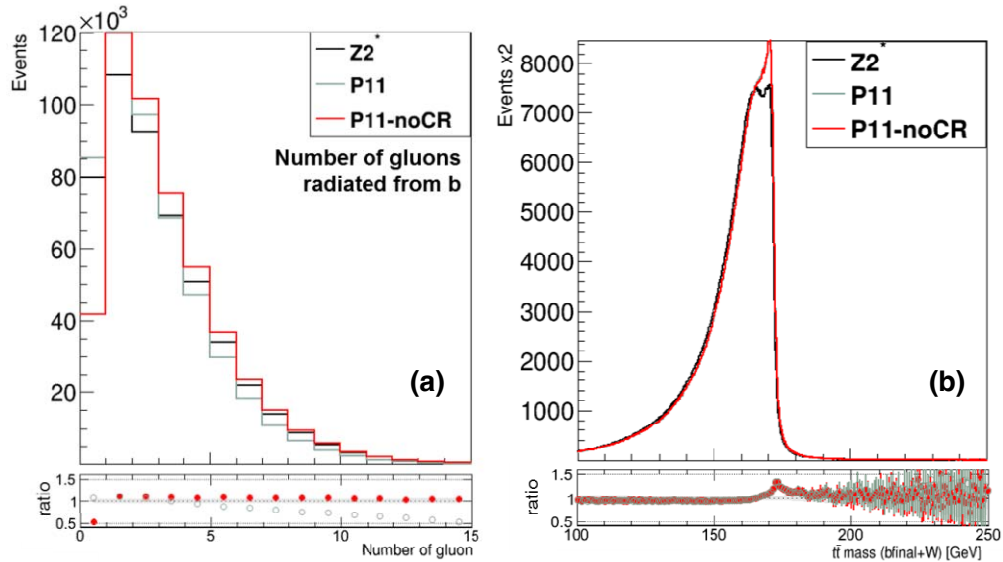 ×10³
Events
120
100
80
60
40
20
Z2*
P11
P11-noCR
Number of gluons
radiated from b
(a)
ratio
1.5
1
0.5
0 5 10 15
Number of gluon
Events x2
8000
7000
6000
5000
4000
3000
2000
1000
Z2*
P11
P11-noCR
(b)
ratio
1.5
1
0.5
100 150 200 250
tt̄ mass (bfinal+W) [GeV]